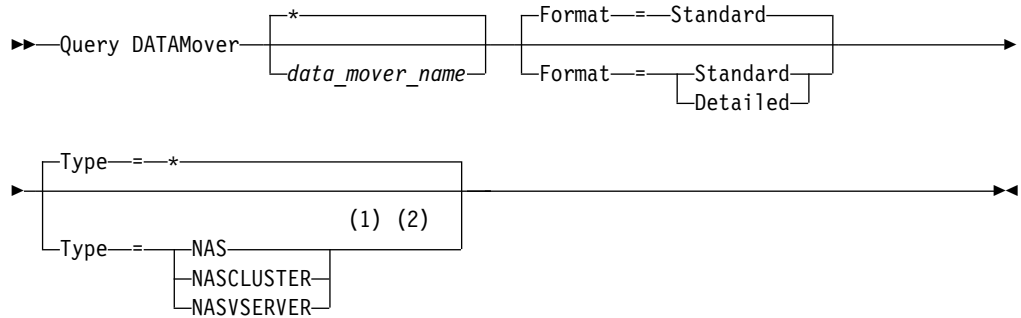 * Format = Standard
Query DATAMover
data_mover_name Format = Standard
Detailed
Type = *
(1) (2)
Type = NAS
NASCLUSTER
NASVSERVER